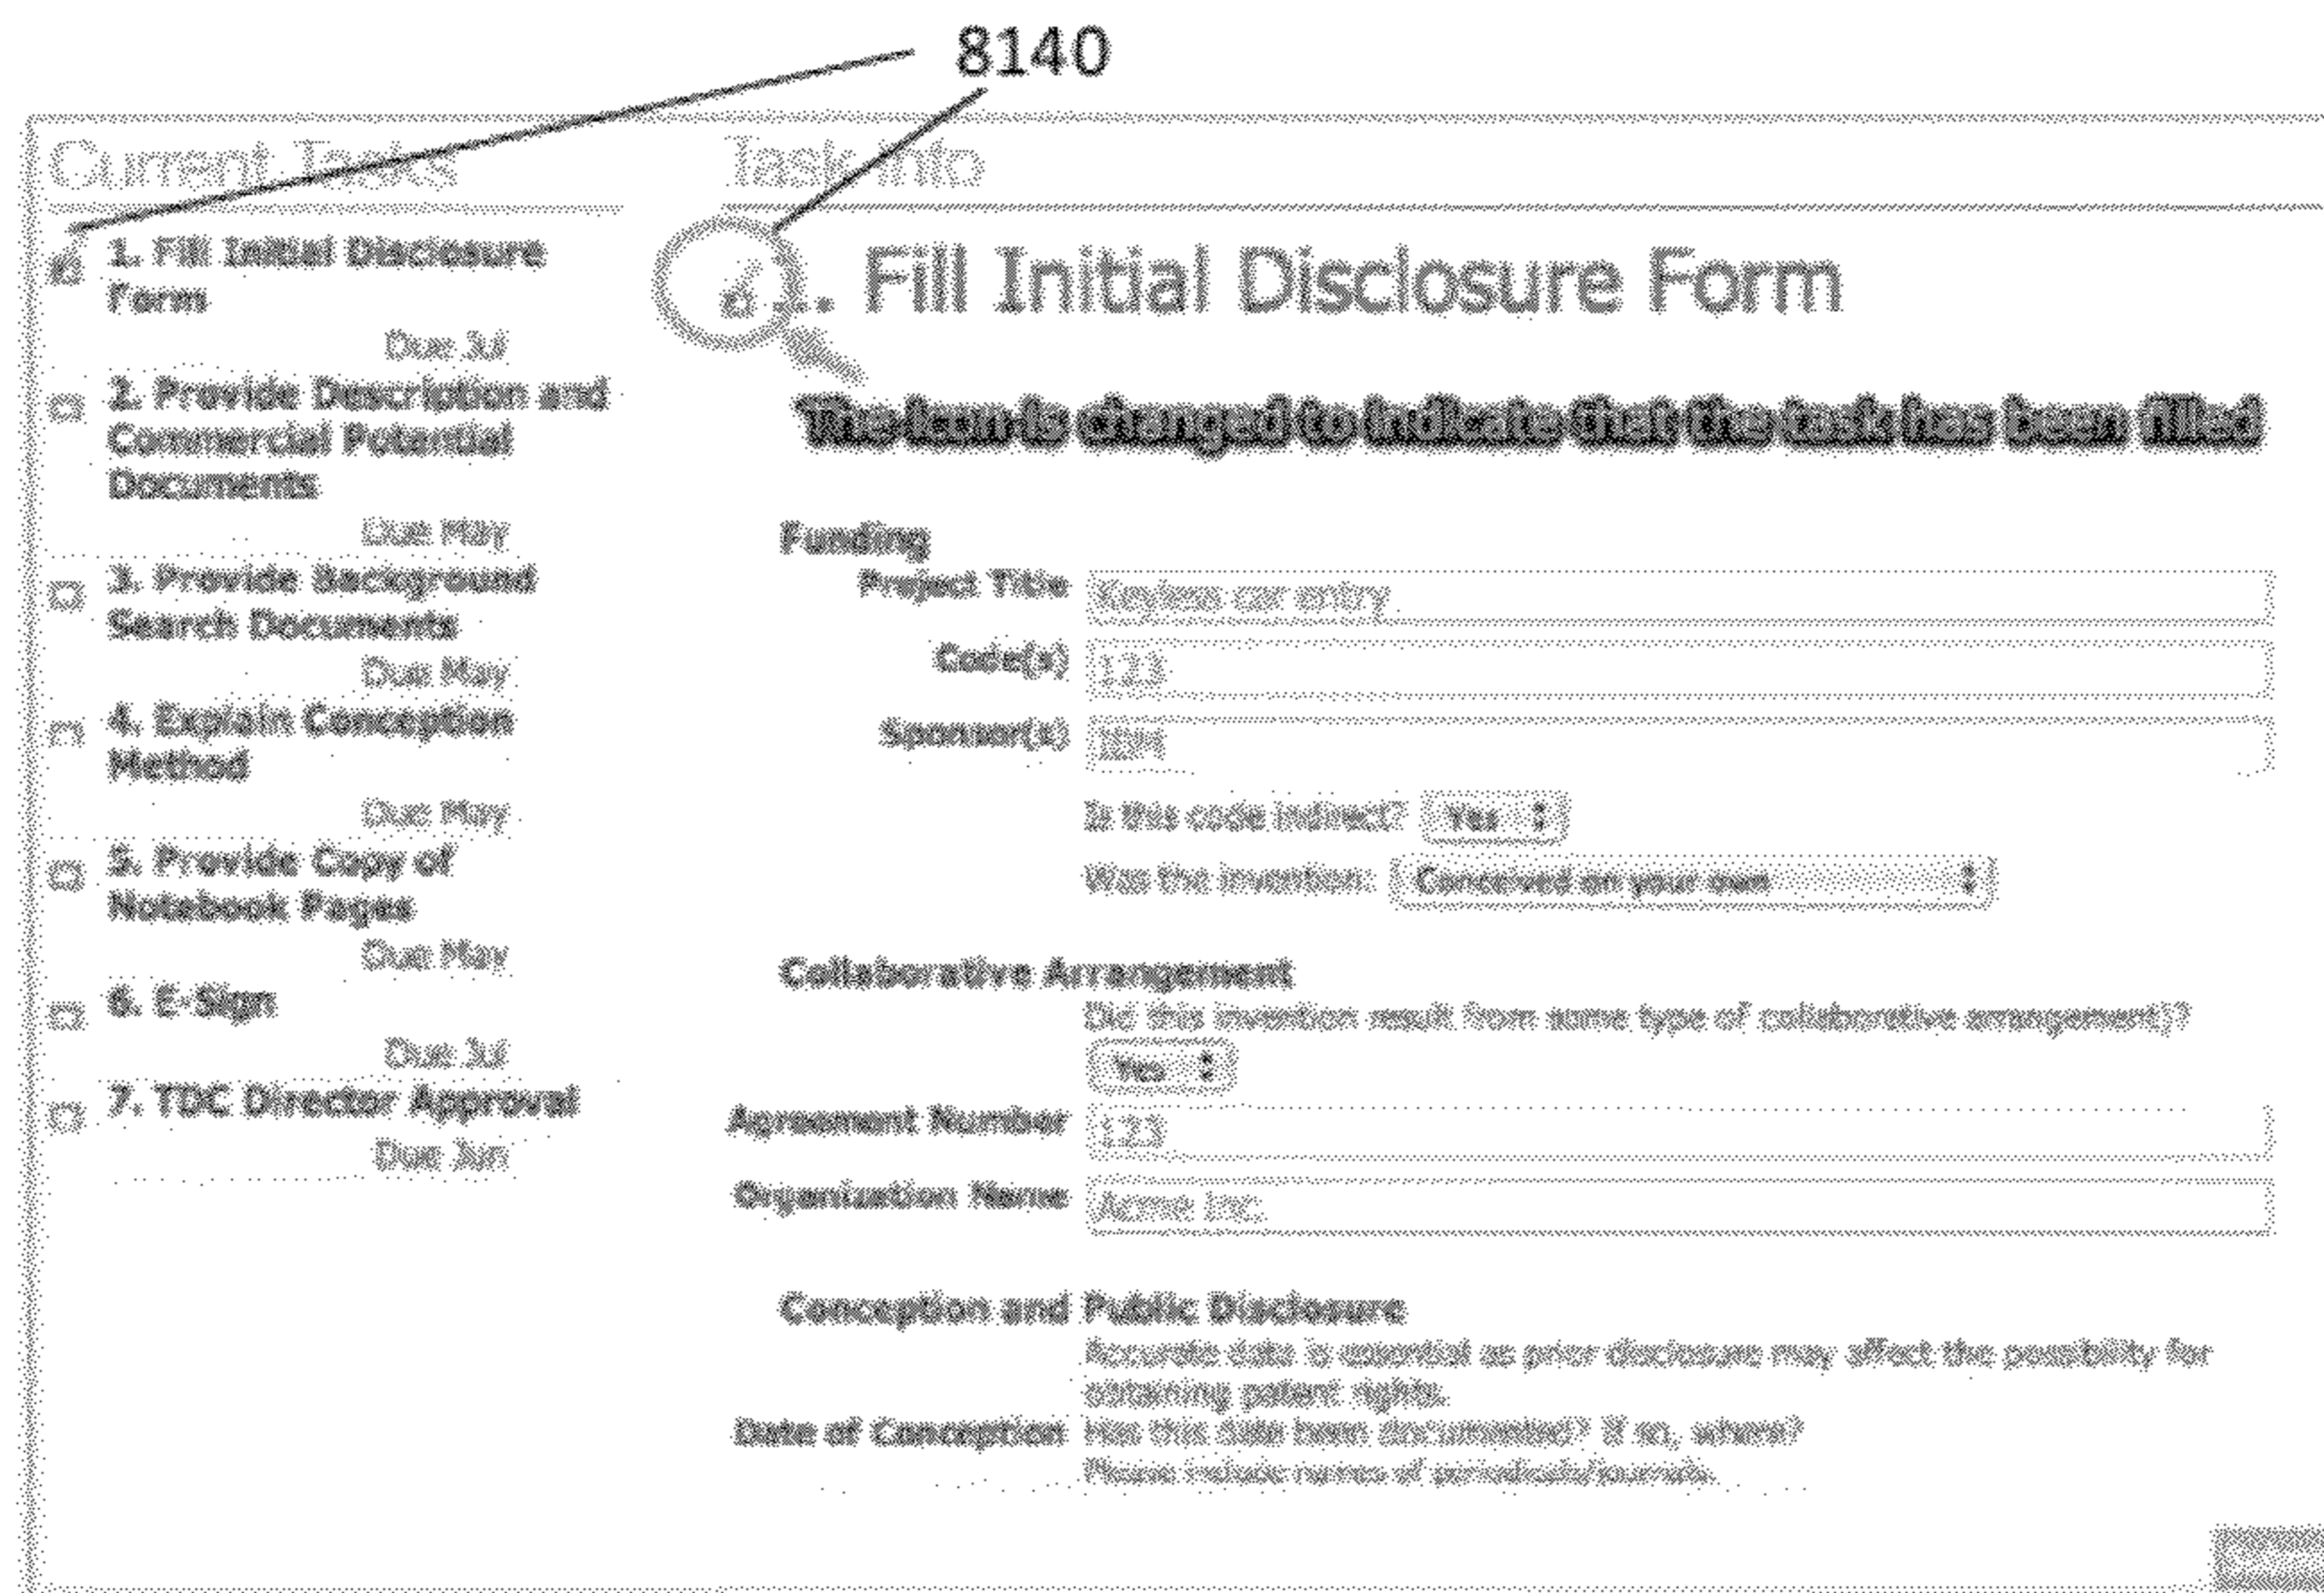 8140
Current Tasks
1. Fill Initial Disclosure
Form
Due Jul
2. Provide Description and
Commercial Potential
Documents
Due May
3. Provide Background
Search Documents
Due May
4. Explain Conception
Method
Due May
5. Provide Copy of
Notebook Pages
Due May
6. E-Sign
Due Jul
7. TDC Director Approval
Due Jun
Task Info
... Fill Initial Disclosure Form
The icon is changed to indicate that the task has been filled
Funding
Project Title Keyless car entry
Code(s) 123
Sponsor(s)
Is this code indirect? Yes
Was the invention: Conceived on your own
Collaborative Arrangement
Did this invention result from some type of collaborative arrangement)?
Yes
Agreement Number 123
Organization Name Acme Inc.
Conception and Public Disclosure
Accurate data is essential as prior disclosure may affect the possibility for
obtaining patent rights.
Date of Conception Has this date been documented? If so, where?
Please include names of periodicals/journals.